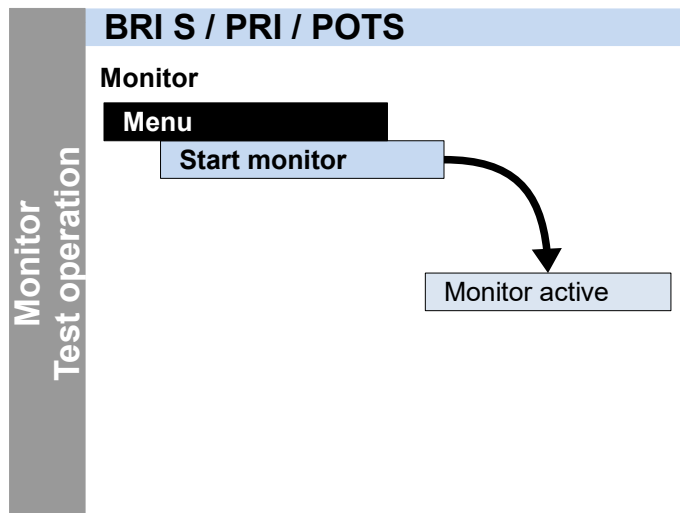 BRI S / PRI / POTS
Monitor
Test operation
Monitor
Menu
Start monitor
Monitor active